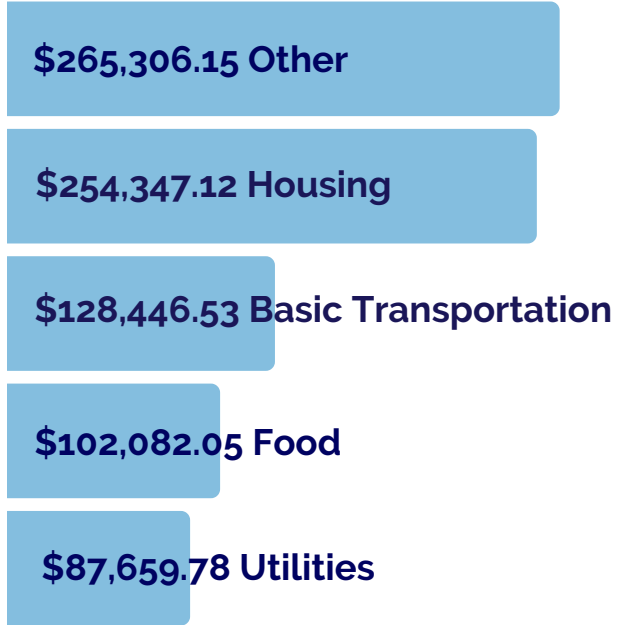 $265,306.15 Other
$254,347.12 Housing
$128,446.53 Basic Transportation
$102,082.05 Food
$87,659.78 Utilities